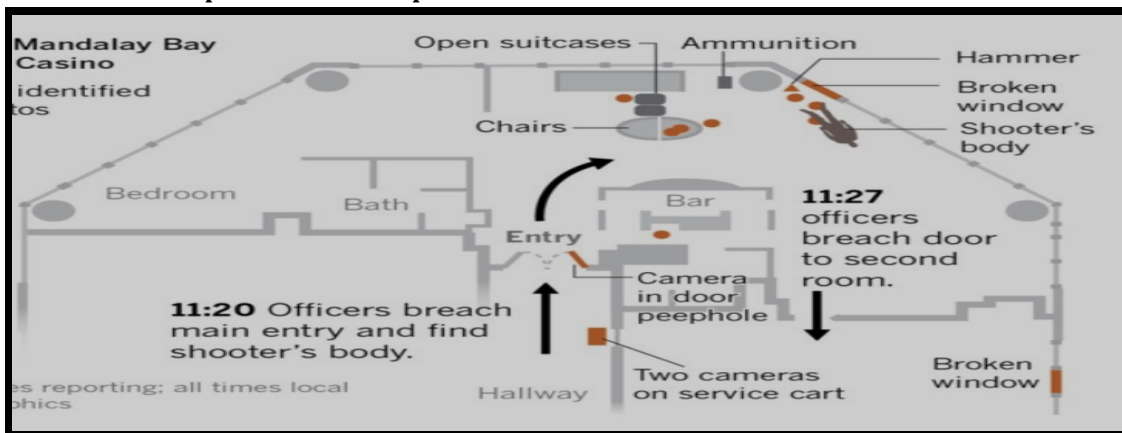 Mandalay Bay
Casino
identified
tos
Open suitcases
Ammunition
Hammer
Broken
window
Shooter's
body
Chairs
Bedroom
Bath
Bar
Entry
11:27
officers
breach door
to second
room.
Camera
in door
peephole
11:20 Officers breach
main entry and find
shooter's body.
Two cameras
on service cart
Broken
window
Hallway
es reporting; all times local
phics